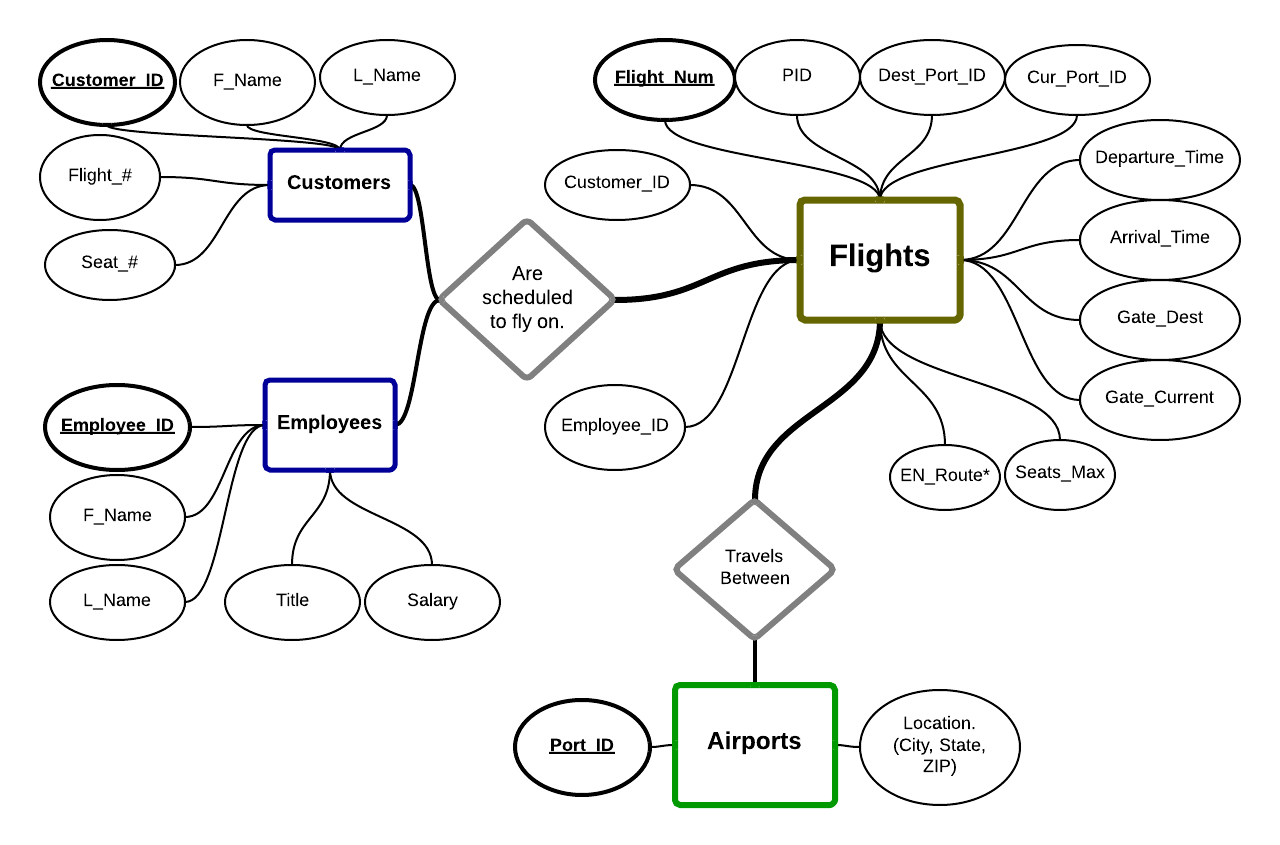 Customer_ID
F_Name
L_Name
Flight_#
Seat_#
Customers
Flight_Num
PID
Dest_Port_ID
Cur_Port_ID
Customer_ID
Departure_Time
Arrival_Time
Gate_Dest
Gate_Current
Flights
Are
scheduled
to fly on.
Employee_ID
Employees
Employee_ID
F_Name
L_Name
Title
Salary
EN_Route*
Seats_Max
Travels
Between
Port_ID
Airports
Location.
(City, State,
ZIP)